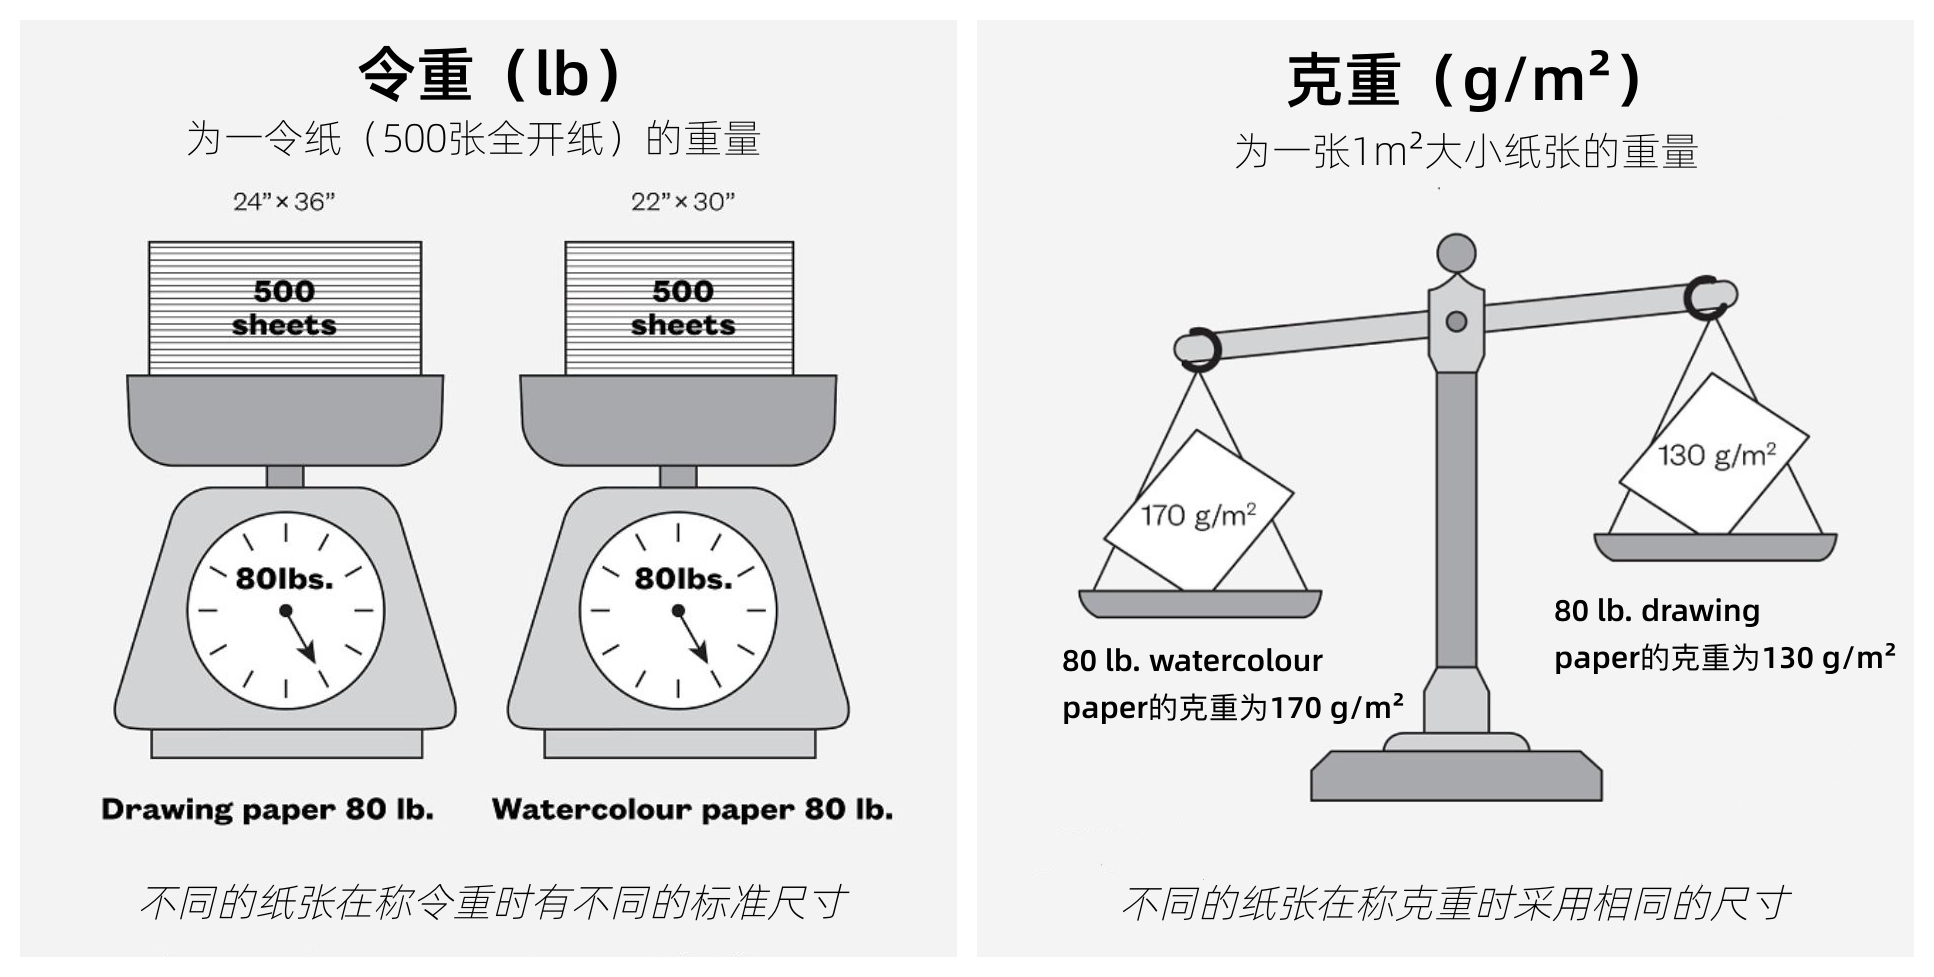 令重（lb）
为一令纸（500张全开纸）的重量
24”×36”
22”×30”
500
sheets
500
sheets
80lbs.
80lbs.
Drawing paper 80 lb.
Watercolour paper 80 lb.
不同的纸张在称令重时有不同的标准尺寸
克重（g/m²）
为一张1m²大小纸张的重量
170 g/m²
130 g/m²
80 lb. watercolour
paper的克重为170 g/m²
80 lb. drawing
paper的克重为130 g/m²
不同的纸张在称克重时采用相同的尺寸